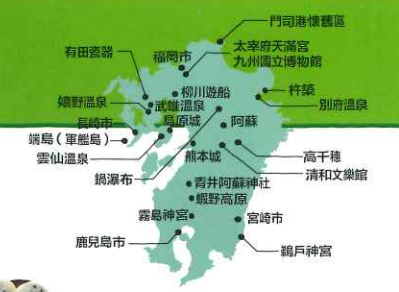 門司港懷舊區
太宰府天滿宮
九州國立博物館
福岡市
有田瓷器
柳川遊船
杵築
嬉野溫泉
武雄溫泉
別府溫泉
長崎市
島原城
阿蘇
端島（軍艦島）
雲仙溫泉
熊本城
高千穗
鍋瀑布
清和文樂館
青井阿蘇神社
蝦野高原
霧島神宮
宮崎市
鹿兒島市
鵜戶神宮